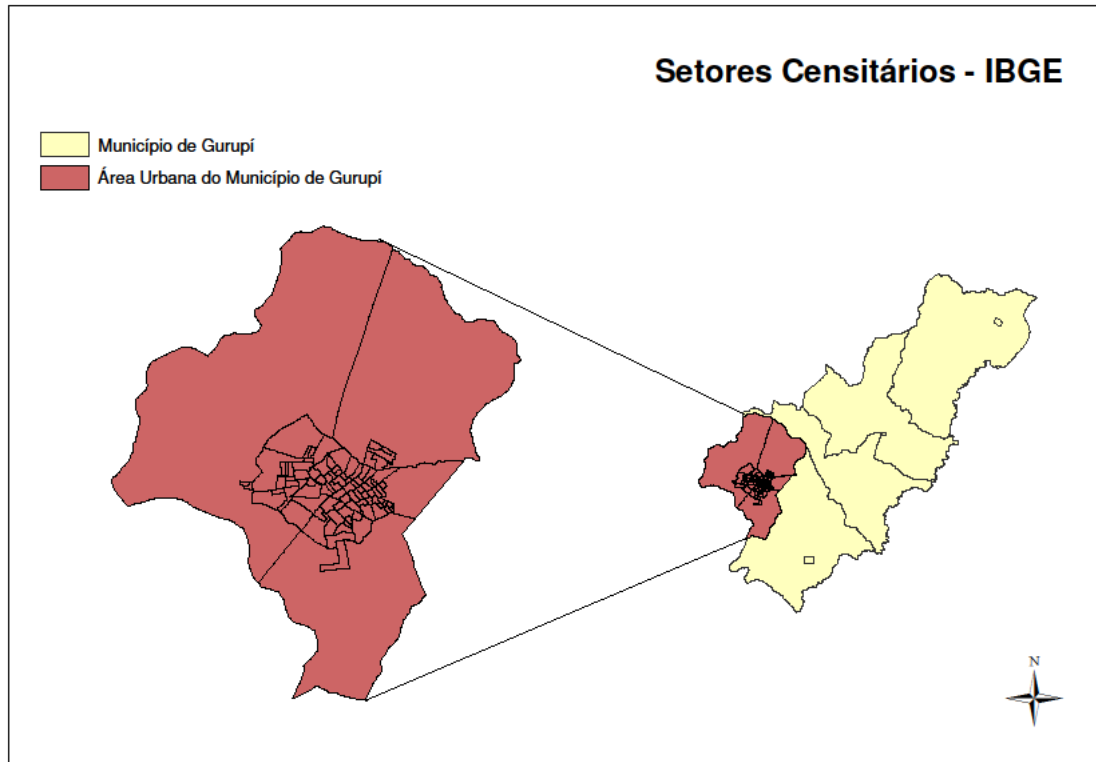 Setores Censitários - IBGE
Município de Gurupí
Área Urbana do Município de Gurupí
N